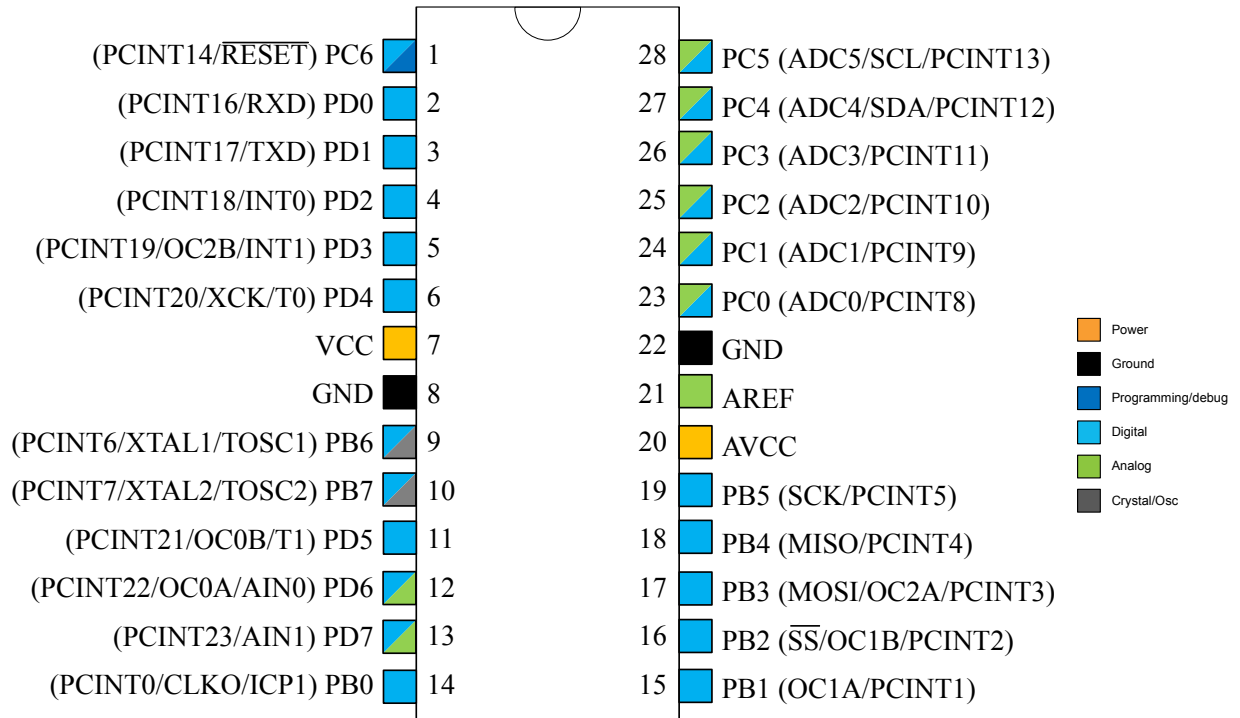 (PCINT14/RESET) PC6 1
(PCINT16/RXD) PD0 2
(PCINT17/TXD) PD1 3
(PCINT18/INT0) PD2 4
(PCINT19/OC2B/INT1) PD3 5
(PCINT20/XCK/T0) PD4 6
VCC 7
GND 8
(PCINT6/XTAL1/TOSC1) PB6 9
(PCINT7/XTAL2/TOSC2) PB7 10
(PCINT21/OC0B/T1) PD5 11
(PCINT22/OC0A/AIN0) PD6 12
(PCINT23/AIN1) PD7 13
(PCINT0/CLKO/ICP1) PB0 14
28 PC5 (ADC5/SCL/PCINT13)
27 PC4 (ADC4/SDA/PCINT12)
26 PC3 (ADC3/PCINT11)
25 PC2 (ADC2/PCINT10)
24 PC1 (ADC1/PCINT9)
23 PC0 (ADC0/PCINT8)
22 GND
21 AREF
20 AVCC
19 PB5 (SCK/PCINT5)
18 PB4 (MISO/PCINT4)
17 PB3 (MOSI/OC2A/PCINT3)
16 PB2 (SS/OC1B/PCINT2)
15 PB1 (OC1A/PCINT1)
Power
Ground
Programming/debug
Digital
Analog
Crystal/Osc